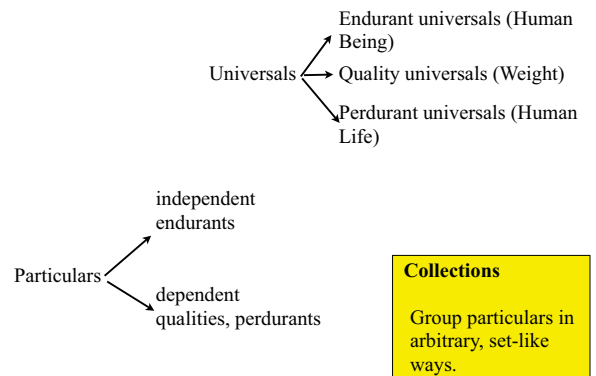 Endurant universals (Human
Being)
Universals
Quality universals (Weight)
Perdurant universals (Human
Life)
independent
endurants
Particulars
dependent
qualities, perdurants
Collections
Group particulars in
arbitrary, set-like
ways.